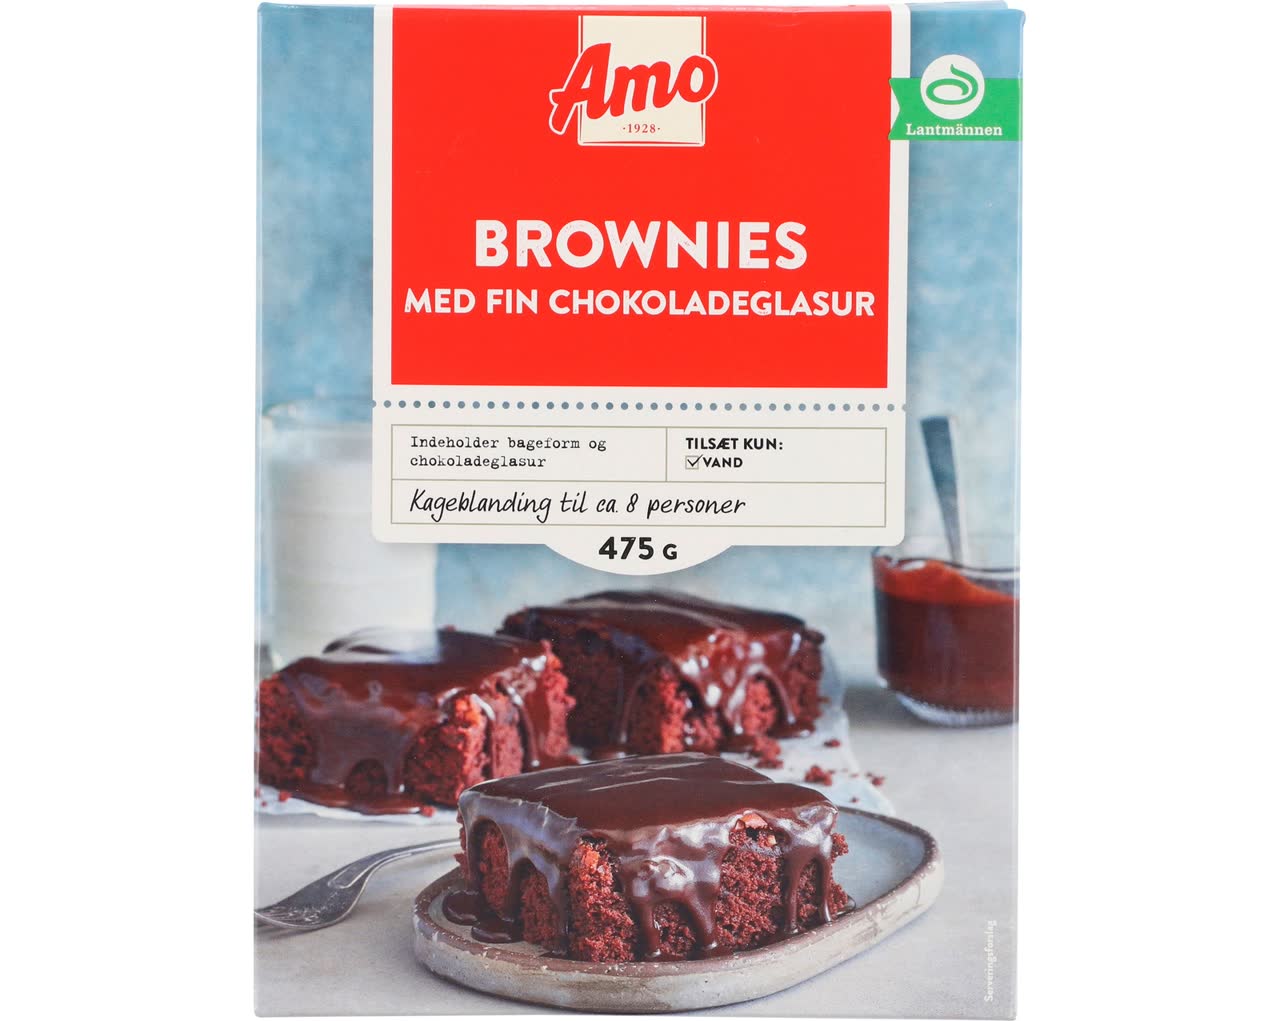 Amo
·1928·
Lantmännen
BROWNIES
MED FIN CHOKOLADEGLASUR
Indeholder bageform og
chokoladeglasur
TILSÆT KUN:
VAND
Kageblanding til ca. 8 personer
475 G
Serveringsforslag